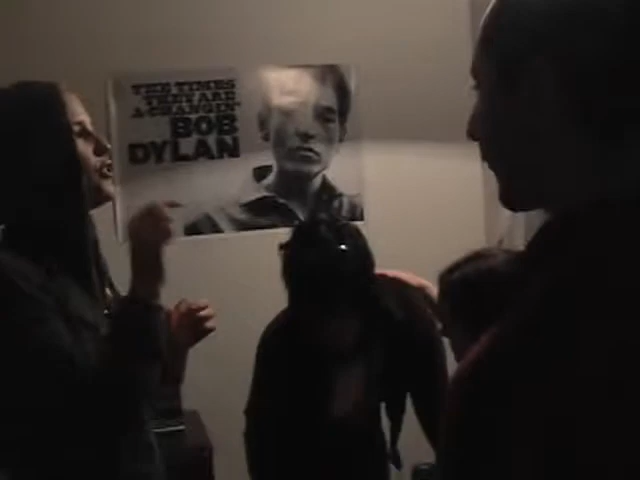 THE TIMES
THEY ARE
A CHANGIN'
BOB
DYLAN